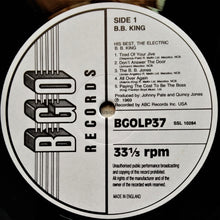 BGO
RECORDS
SIDE 1
B.B. KING
HIS BEST, THE ELECTRIC
B. B. KING
1. Tired Of Your Jive
2. Don't Answer The Door
3. The B. B. Jones
4. All Over Again
5. Paying The Cost To Be The Boss
Produced by: Johnny Pate and Quincy Jones
℗ 1969
Recorded by ABC Records Inc. USA
BGOLP37
SSL 10284
33⅓ rpm
Unauthorised public performance broadcasting
and copying of this record prohibited.
All rights of the manufacturer and of the
owner of the recorded work reserved.
MADE IN ENGLAND